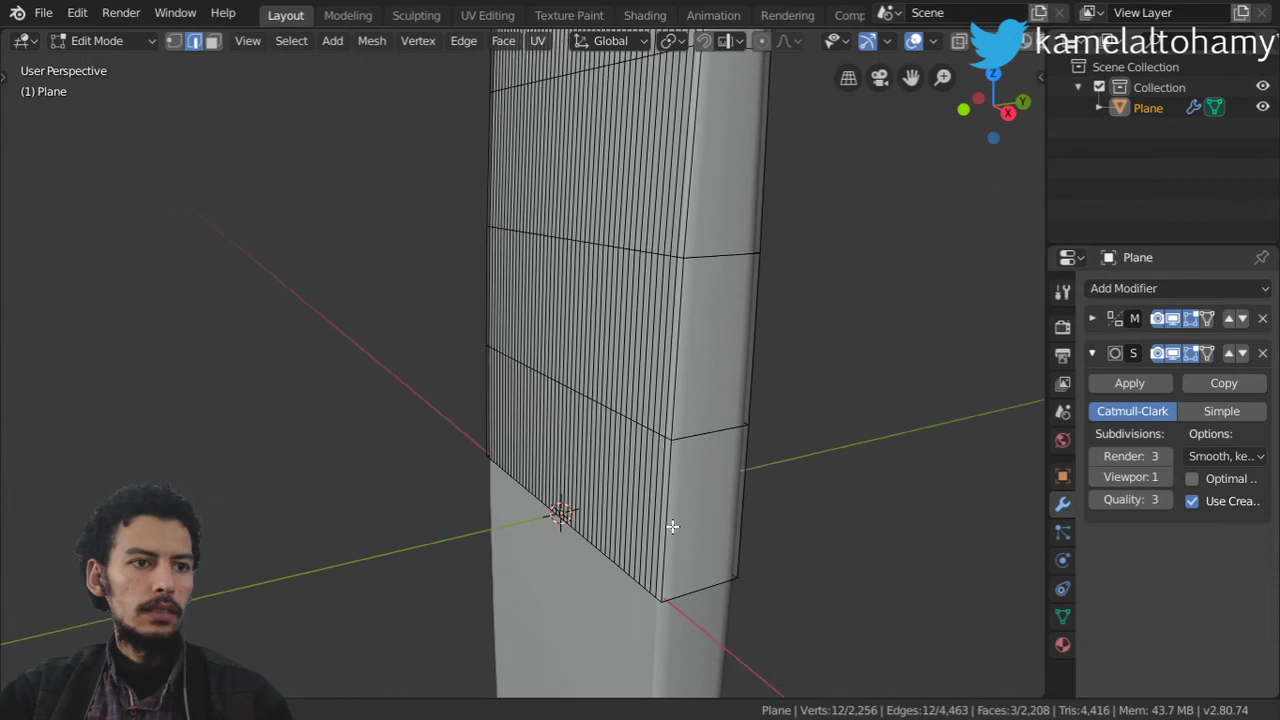 File Edit Render Window Help Layout Modeling Sculpting UV Editing Texture Paint Shading Animation Rendering Comp Scene View Layer
kamelaltohamy
Edit Mode View Select Add Mesh Vertex Edge Face UV Global
Scene Collection
User Perspective
(1) Plane
Collection
Plane
Z
Y
X
Plane
Add Modifier
M
S
Apply Copy
Catmull-Clark Simple
Subdivisions: Options:
Render: 3 Smooth, ke..
Viewpor: 1 Optimal ..
Quality: 3 Use Crea..
Plane | Verts:12/2,256 | Edges:12/4,463 | Faces:3/2,208 | Tris:4,416 | Mem: 43.7 MB | v2.80.74